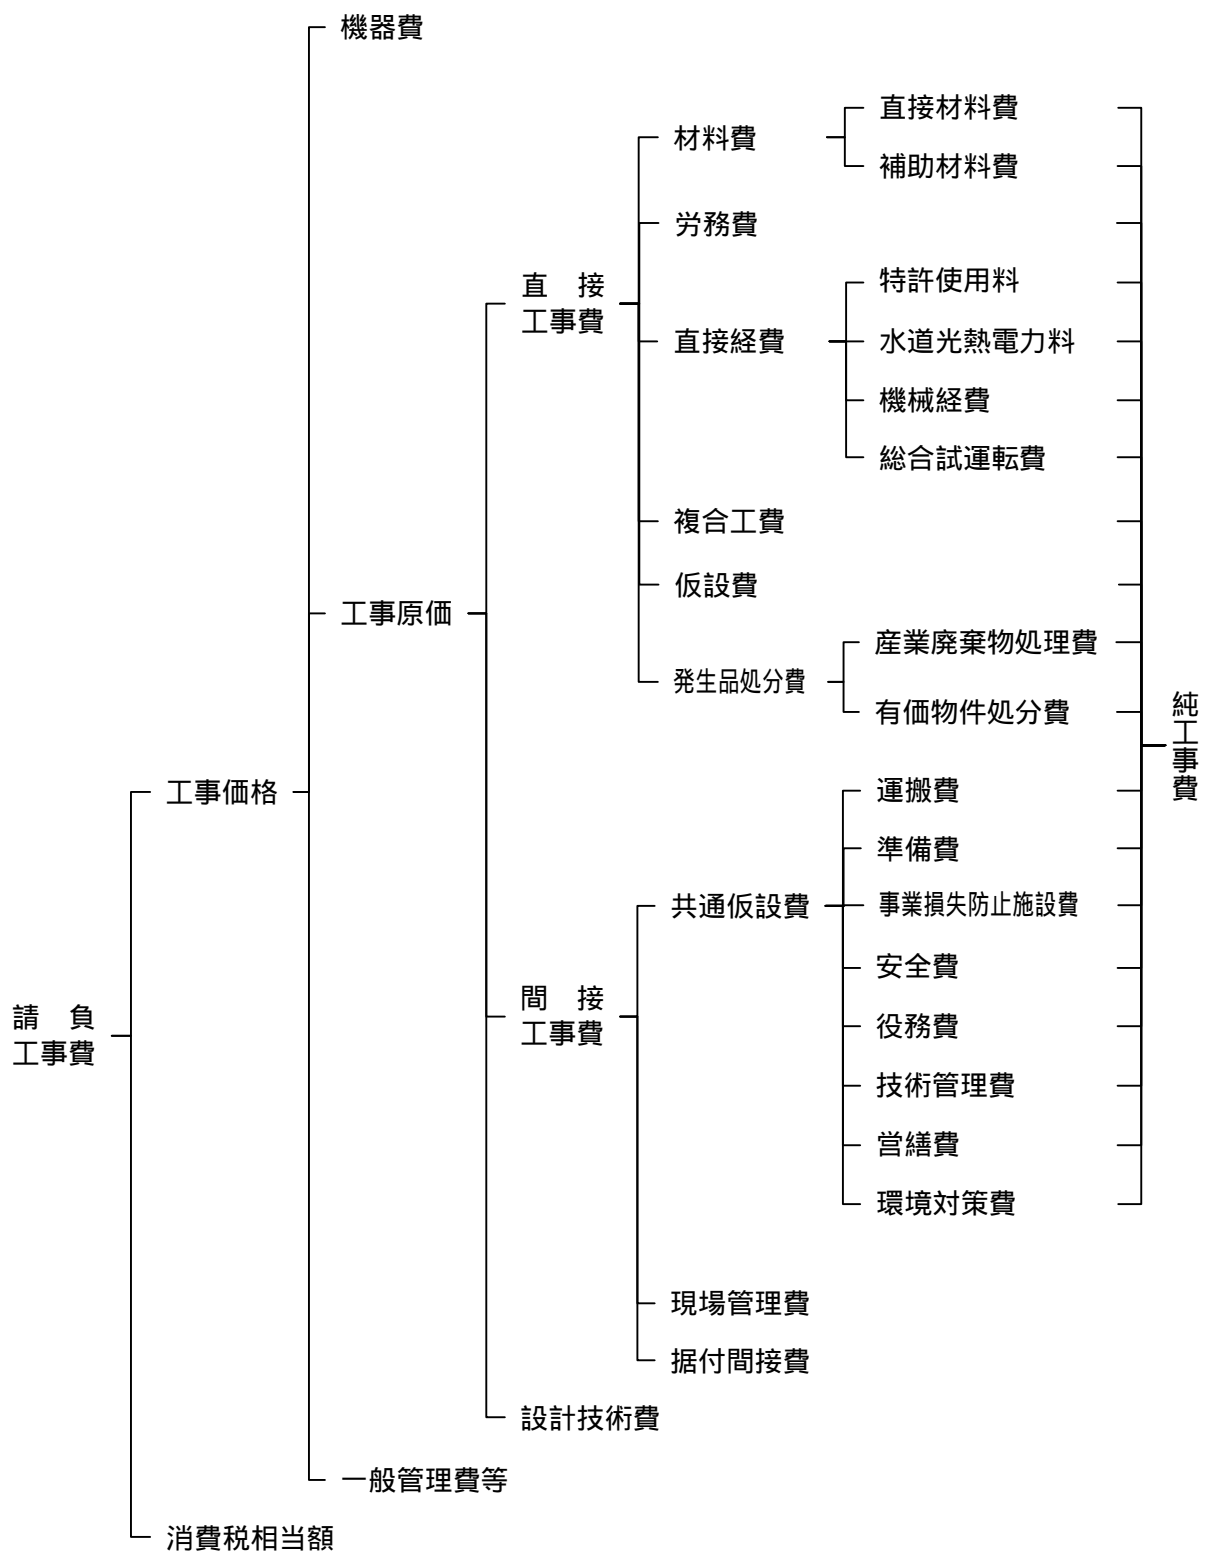 機器費
直接材料費
材料費
補助材料費
労務費
直　接
工事費
特許使用料
直接経費
水道光熱電力料
機械経費
総合試運転費
複合工費
仮設費
工事原価
産業廃棄物処理費
発生品処分費
有価物件処分費
純工事費
工事価格
運搬費
準備費
共通仮設費
事業損失防止施設費
安全費
間　接
工事費
役務費
請　負
工事費
技術管理費
営繕費
環境対策費
現場管理費
据付間接費
設計技術費
一般管理費等
消費税相当額